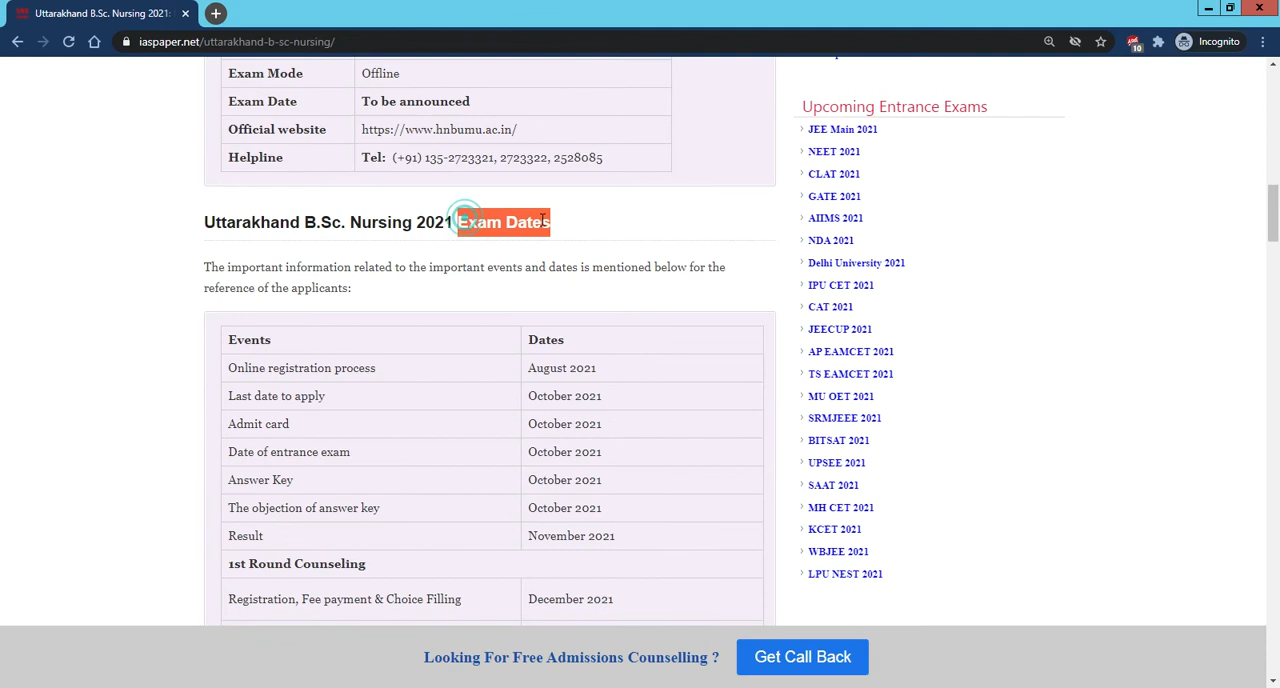 Uttarakhand B.Sc. Nursing 2021:
iaspaper.net/uttarakhand-b-sc-nursing/
10
Incognito
Exam Mode Offline
Exam Date To be announced
Official website https://www.hnbumu.ac.in/
Helpline Tel: (+91) 135-2723321, 2723322, 2528085
Uttarakhand B.Sc. Nursing 2021 Exam Dates
The important information related to the important events and dates is mentioned below for the
reference of the applicants:
Events Dates
Online registration process August 2021
Last date to apply October 2021
Admit card October 2021
Date of entrance exam October 2021
Answer Key October 2021
The objection of answer key October 2021
Result November 2021
1st Round Counseling
Registration, Fee payment & Choice Filling December 2021
Upcoming Entrance Exams
JEE Main 2021
NEET 2021
CLAT 2021
GATE 2021
AIIMS 2021
NDA 2021
Delhi University 2021
IPU CET 2021
CAT 2021
JEECUP 2021
AP EAMCET 2021
TS EAMCET 2021
MU OET 2021
SRMJEEE 2021
BITSAT 2021
UPSEE 2021
SAAT 2021
MH CET 2021
KCET 2021
WBJEE 2021
LPU NEST 2021
Looking For Free Admissions Counselling ? Get Call Back